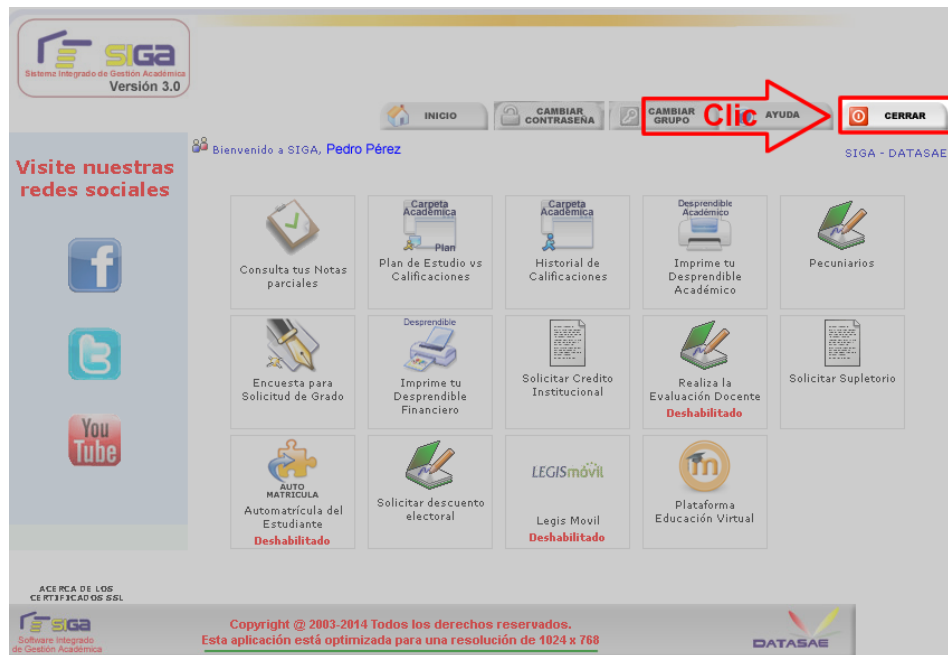 SIGA
Sistema Integrado de Gestión Académica
Versión 3.0
INICIO
CAMBIAR
CONTRASEÑA
CAMBIAR
GRUPO
Clic
AYUDA
CERRAR
Bienvenido a SIGA, Pedro Pérez
SIGA - DATASAE
Visite nuestras
redes sociales
Consulta tus Notas
parciales
Carpeta
Académica
Plan
Plan de Estudio vs
Calificaciones
Carpeta
Académica
Historial de
Calificaciones
Desprendible
Académico
Imprime tu
Desprendible
Académico
Pecuniarios
Encuesta para
Solicitud de Grado
Desprendible
Imprime tu
Desprendible
Financiero
Solicitar Credito
Institucional
Realiza la
Evaluación Docente
Deshabilitado
Solicitar Supletorio
You
Tube
AUTO
MATRICULA
Automatrícula del
Estudiante
Deshabilitado
Solicitar descuento
electoral
LEGISmóvil
Legis Movil
Deshabilitado
Plataforma
Educación Virtual
ACERCA DE LOS
CERTIFICADOS SSL
SIGA
Software Integrado
de Gestión Académica
Copyright @ 2003-2014 Todos los derechos reservados.
Esta aplicación está optimizada para una resolución de 1024 x 768
DATASAE